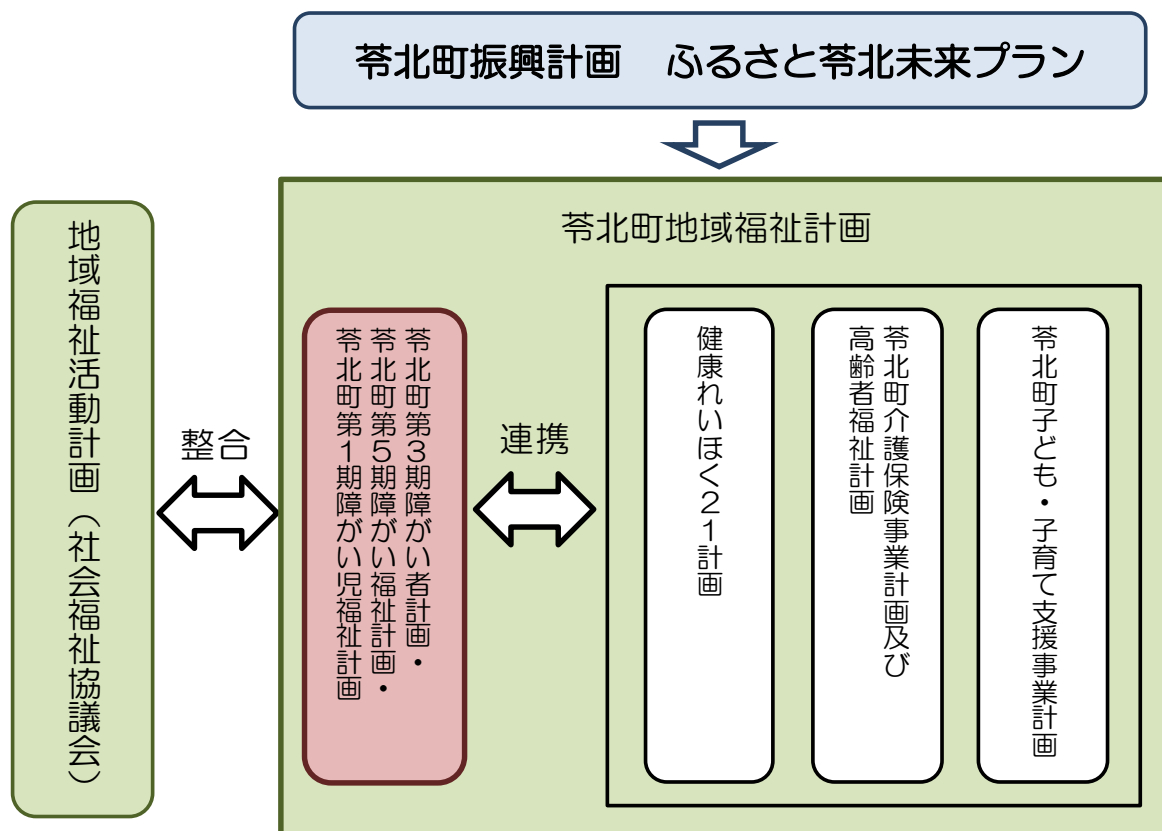 苓北町振興計画　ふるさと苓北未来プラン
苓北町地域福祉計画
地域福祉活動計画（社会福祉協議会）
整合
苓北町第３期障がい者計画・
苓北町第５期障がい福祉計画・
苓北町第１期障がい児福祉計画
連携
健康れいほく２１計画
苓北町介護保険事業計画及び
高齢者福祉計画
苓北町子ども・子育て支援事業計画